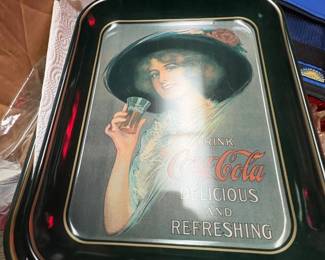 DRINK
Coca-Cola
DELICIOUS
AND
REFRESHING